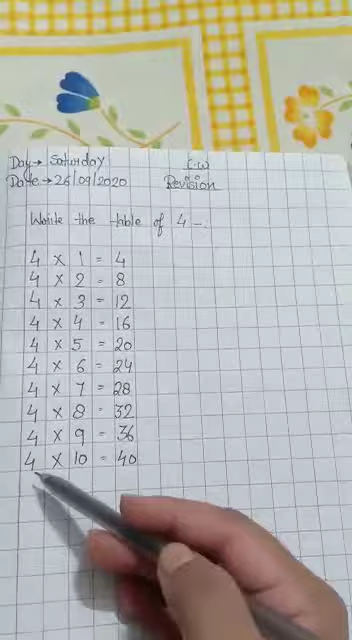 Day→ Saturday
C.W
Date→ 26/09/2020
Revision
Write the table of 4 –.
4 × 1 = 4
4 × 2 = 8
4 × 3 = 12
4 × 4 = 16
4 × 5 = 20
4 × 6 = 24
4 × 7 = 28
4 × 8 = 32
4 × 9 = 36
4 × 10 = 40